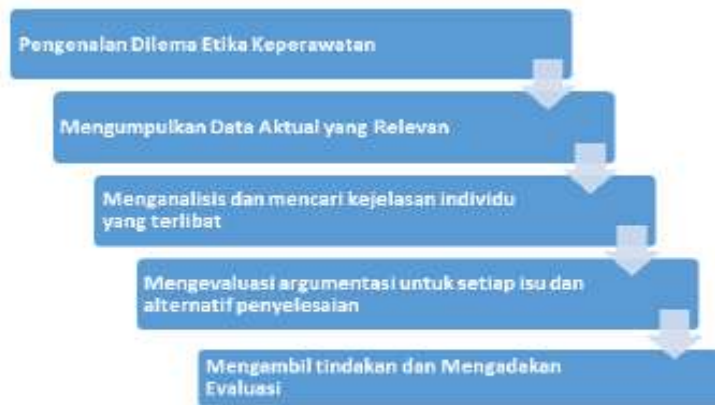 Pengenalan Dilema Etika Keperawatan
Mengumpulkan Data Aktual yang Relevan
Menganalisis dan mencari kejelasan individu
yang terlibat
Mengevaluasi argumentasi untuk setiap isu dan
alternatif penyelesaian
Mengambil tindakan dan Mengadakan
Evaluasi